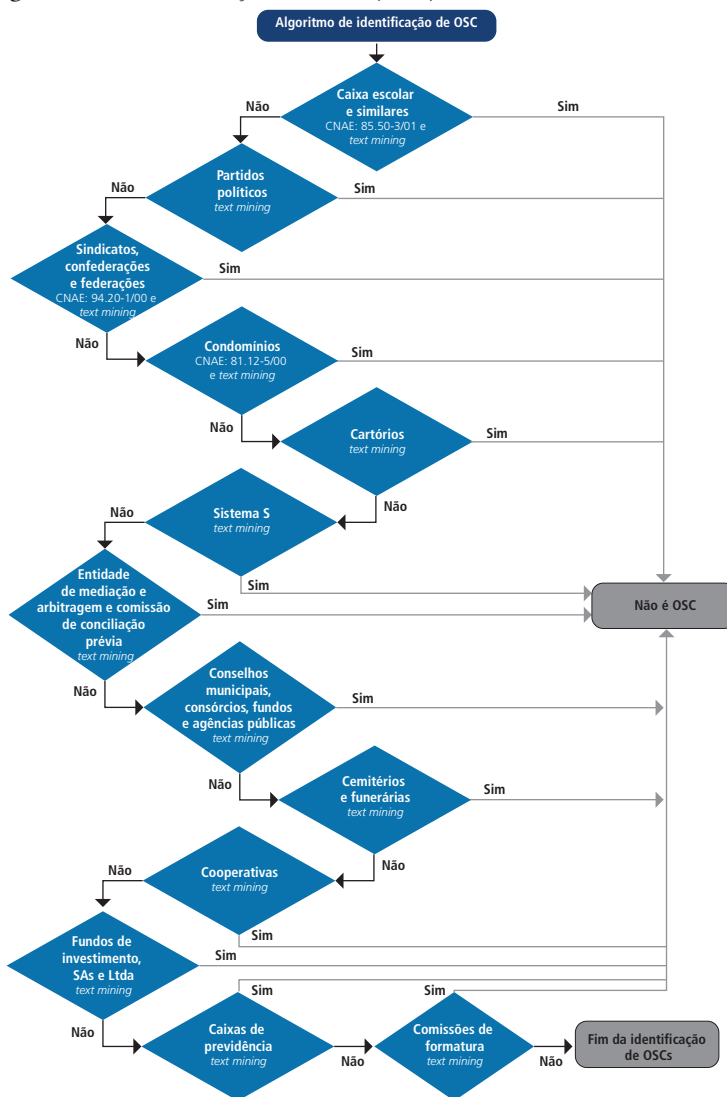 Algoritmo de identificação de OSC
Caixa escolar
e similares
CNAE: 85.50-3/01 e
text mining
Não
Sim
Partidos
políticos
text mining
Não
Sim
Sindicatos,
confederações
e federações
CNAE: 94.20-1/00 e
text mining
Sim
Não
Condomínios
CNAE: 81.12-5/00
e text mining
Sim
Não
Cartórios
text mining
Sim
Não
Sistema S
text mining
Não
Sim
Entidade
de mediação e
arbitragem e comissão
de conciliação
prévia
text mining
Sim
Não é OSC
Não
Conselhos
municipais,
consórcios, fundos
e agências públicas
text mining
Sim
Não
Cemitérios
e funerárias
text mining
Sim
Não
Cooperativas
text mining
Não
Sim
Fundos de
investimento,
SAs e Ltda
text mining
Sim
Não
Caixas de
previdência
text mining
Sim
Não
Comissões de
formatura
text mining
Sim
Não
Fim da identificação
de OSCs